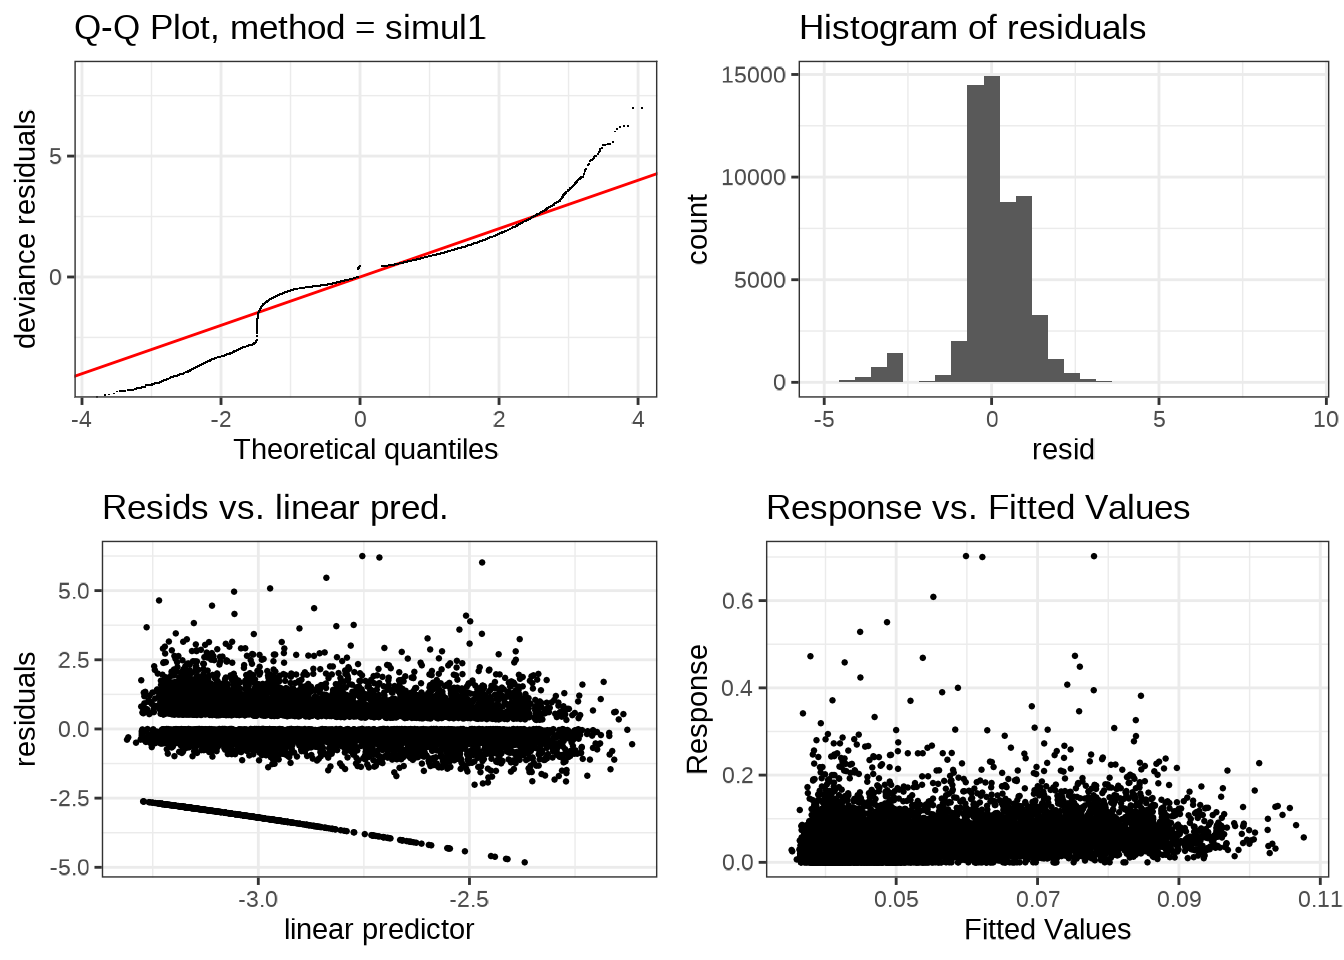 Q-Q Plot, method = simul1
deviance residuals
5
0
-4
-2
0
2
4
Theoretical quantiles
Histogram of residuals
count
15000
10000
5000
0
-5
0
5
10
resid
Resids vs. linear pred.
residuals
5.0
2.5
0.0
-2.5
-5.0
-3.0
-2.5
linear predictor
Response vs. Fitted Values
Response
0.6
0.4
0.2
0.0
0.05
0.07
0.09
0.11
Fitted Values